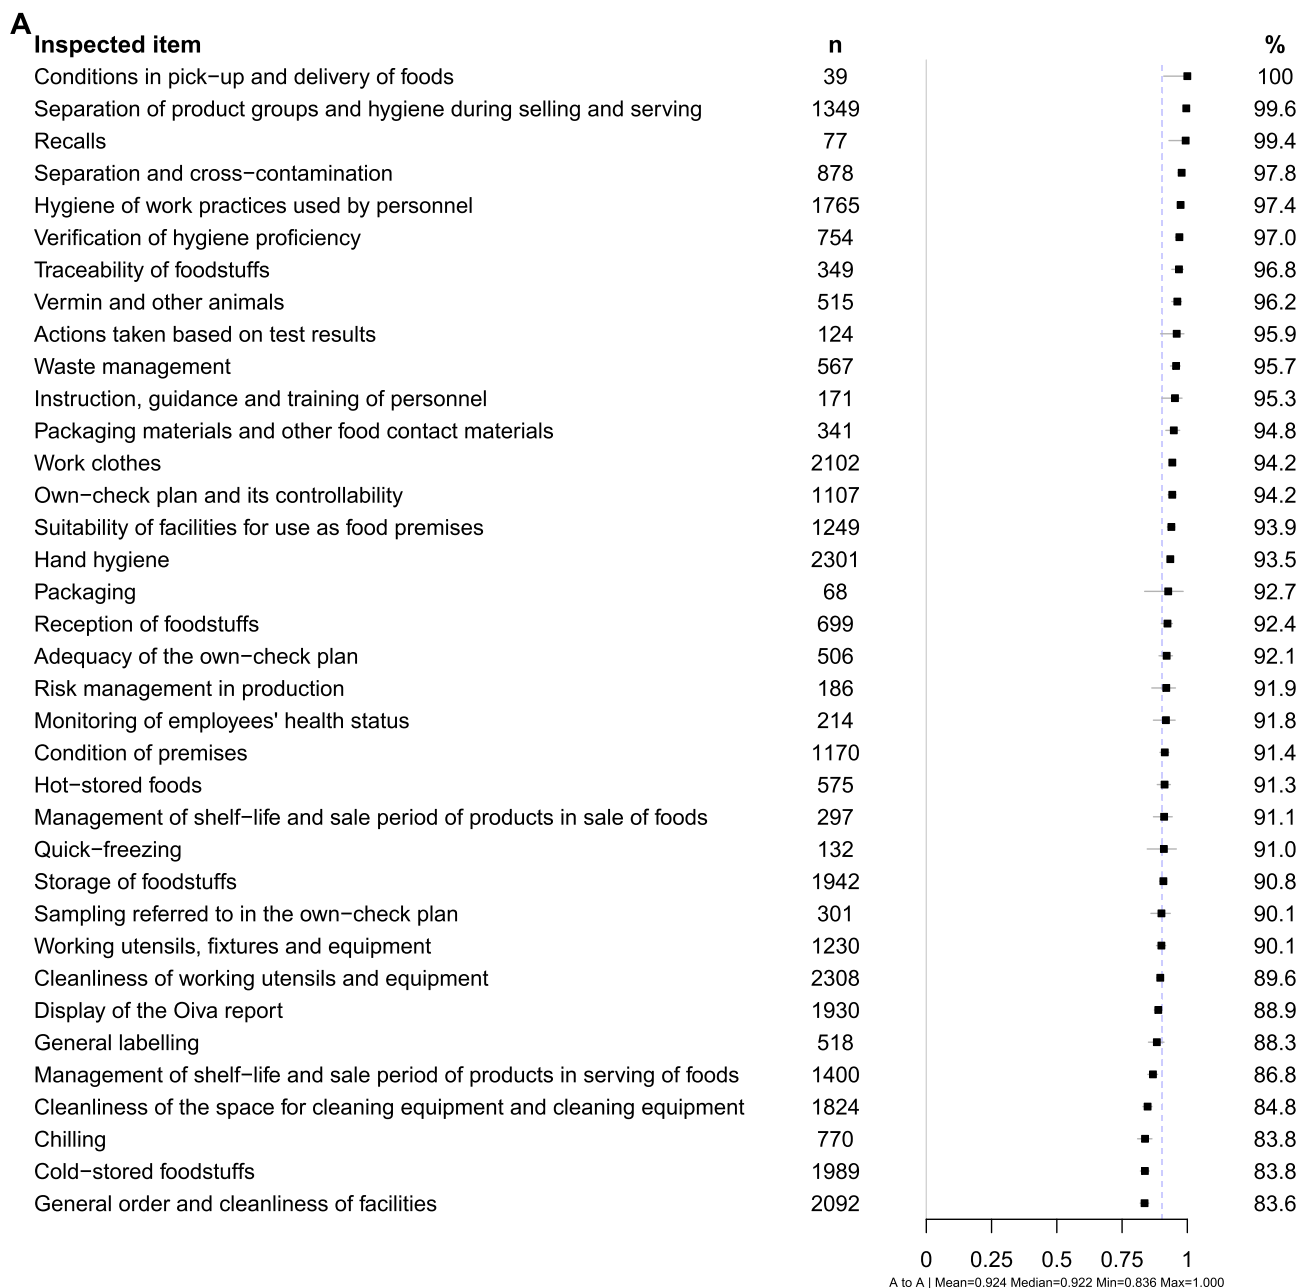 A
Inspected item n %
Conditions in pick−up and delivery of foods 39 100
Separation of product groups and hygiene during selling and serving 1349 99.6
Recalls 77 99.4
Separation and cross−contamination 878 97.8
Hygiene of work practices used by personnel 1765 97.4
Verification of hygiene proficiency 754 97.0
Traceability of foodstuffs 349 96.8
Vermin and other animals 515 96.2
Actions taken based on test results 124 95.9
Waste management 567 95.7
Instruction, guidance and training of personnel 171 95.3
Packaging materials and other food contact materials 341 94.8
Work clothes 2102 94.2
Own−check plan and its controllability 1107 94.2
Suitability of facilities for use as food premises 1249 93.9
Hand hygiene 2301 93.5
Packaging 68 92.7
Reception of foodstuffs 699 92.4
Adequacy of the own−check plan 506 92.1
Risk management in production 186 91.9
Monitoring of employees' health status 214 91.8
Condition of premises 1170 91.4
Hot−stored foods 575 91.3
Management of shelf−life and sale period of products in sale of foods 297 91.1
Quick−freezing 132 91.0
Storage of foodstuffs 1942 90.8
Sampling referred to in the own−check plan 301 90.1
Working utensils, fixtures and equipment 1230 90.1
Cleanliness of working utensils and equipment 2308 89.6
Display of the Oiva report 1930 88.9
General labelling 518 88.3
Management of shelf−life and sale period of products in serving of foods 1400 86.8
Cleanliness of the space for cleaning equipment and cleaning equipment 1824 84.8
Chilling 770 83.8
Cold−stored foodstuffs 1989 83.8
General order and cleanliness of facilities 2092 83.6
0 0.25 0.5 0.75 1
A to A | Mean=0.924 Median=0.922 Min=0.836 Max=1.000